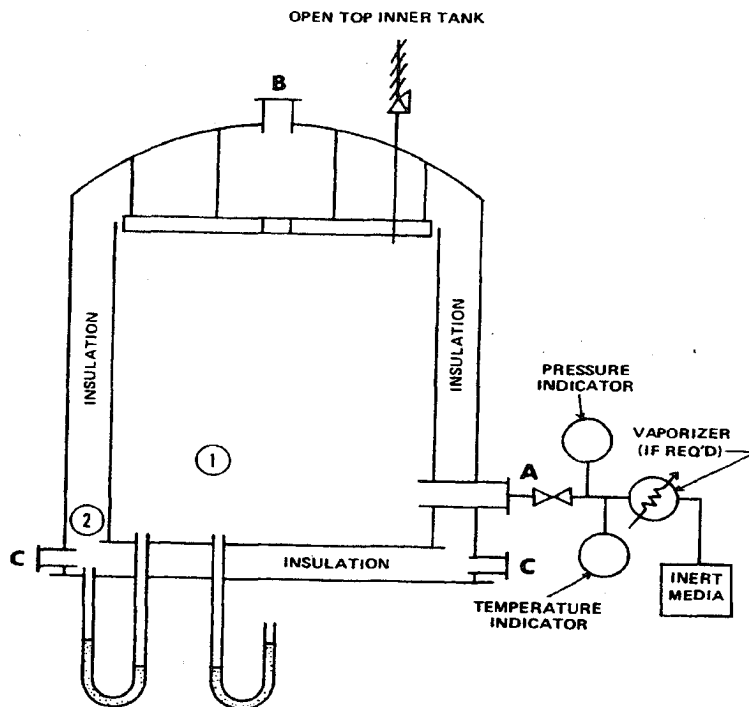 OPEN TOP INNER TANK
B
INSULATION
INSULATION
PRESSURE
INDICATOR
VAPORIZER
(IF REQ'D)
A
1
2
C
INSULATION
C
TEMPERATURE
INDICATOR
INERT
MEDIA